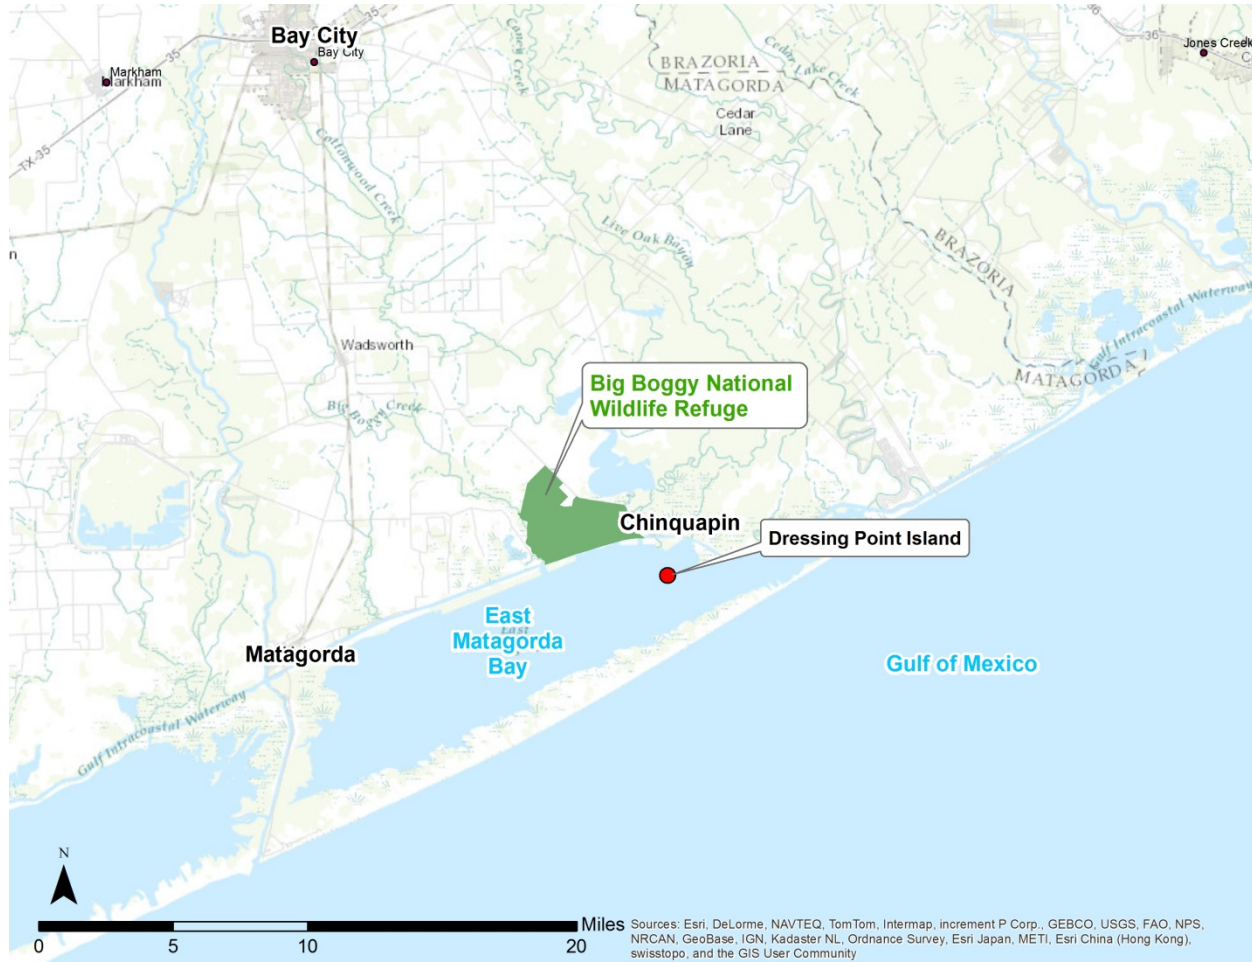 Bay City
Bay City
Markham
Markham
35
TX-35
Caney Creek
Cedar Lake Creek
BRAZORIA
MATAGORDA
Cedar
Lane
36
36
Jones Creek
Cottonwood Creek
Live Oak Bayou
BRAZORIA
MATAGORDA
Gulf Intracoastal Waterway
n
Wadsworth
Big Boggy Creek
Big Boggy National
Wildlife Refuge
Chinquapin
Dressing Point Island
East
Matagorda
Bay
Matagorda
Gulf of Mexico
Gulf Intracoastal Waterway
N
0 5 10 20 Miles
Sources: Esri, DeLorme, NAVTEQ, TomTom, Intermap, increment P Corp., GEBCO, USGS, FAO, NPS,
NRCAN, GeoBase, IGN, Kadaster NL, Ordnance Survey, Esri Japan, METI, Esri China (Hong Kong),
swisstopo, and the GIS User Community